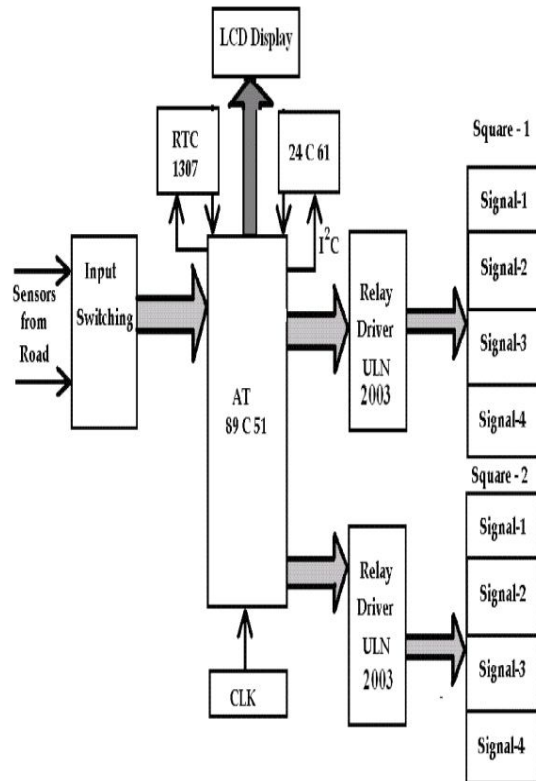 LCD Display
RTC
1307
24 C 61
I²C
Sensors
from
Road
Input
Switching
AT
89 C 51
CLK
Relay
Driver
ULN
2003
Relay
Driver
ULN
2003
Square - 1
Signal-1
Signal-2
Signal-3
Signal-4
Square - 2
Signal-1
Signal-2
Signal-3
Signal-4